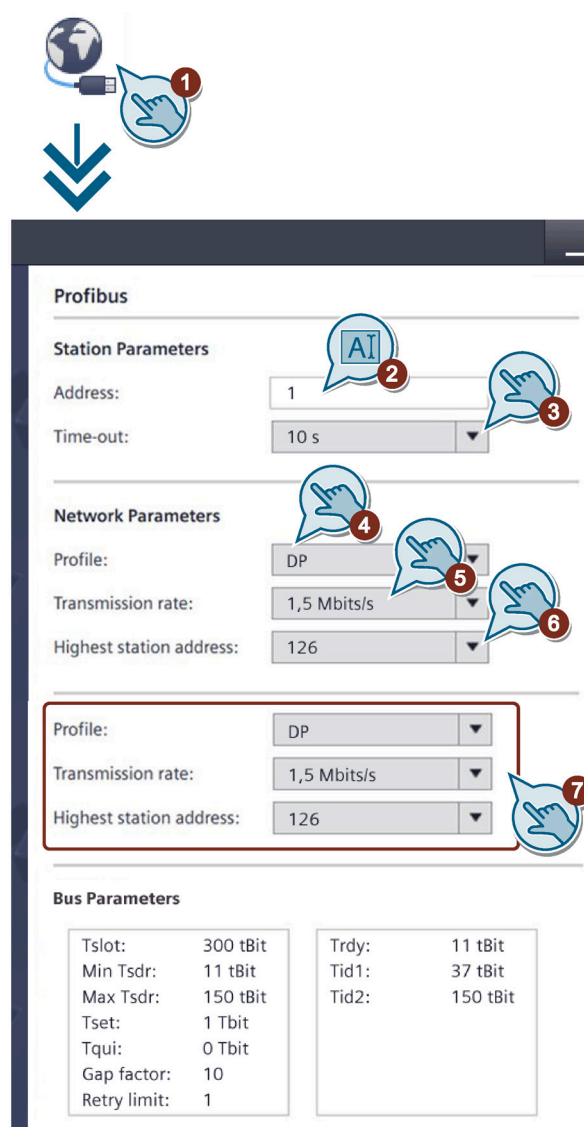 1
Profibus
Station Parameters
AI
2
Address: 1
3
Time-out: 10 s
Network Parameters
4
Profile: DP
5
Transmission rate: 1,5 Mbits/s
6
Highest station address: 126
Profile: DP
Transmission rate: 1,5 Mbits/s
7
Highest station address: 126
Bus Parameters
Tslot: 300 tBit
Min Tsdr: 11 tBit
Max Tsdr: 150 tBit
Tset: 1 Tbit
Tqui: 0 Tbit
Gap factor: 10
Retry limit: 1
Trdy: 11 tBit
Tid1: 37 tBit
Tid2: 150 tBit